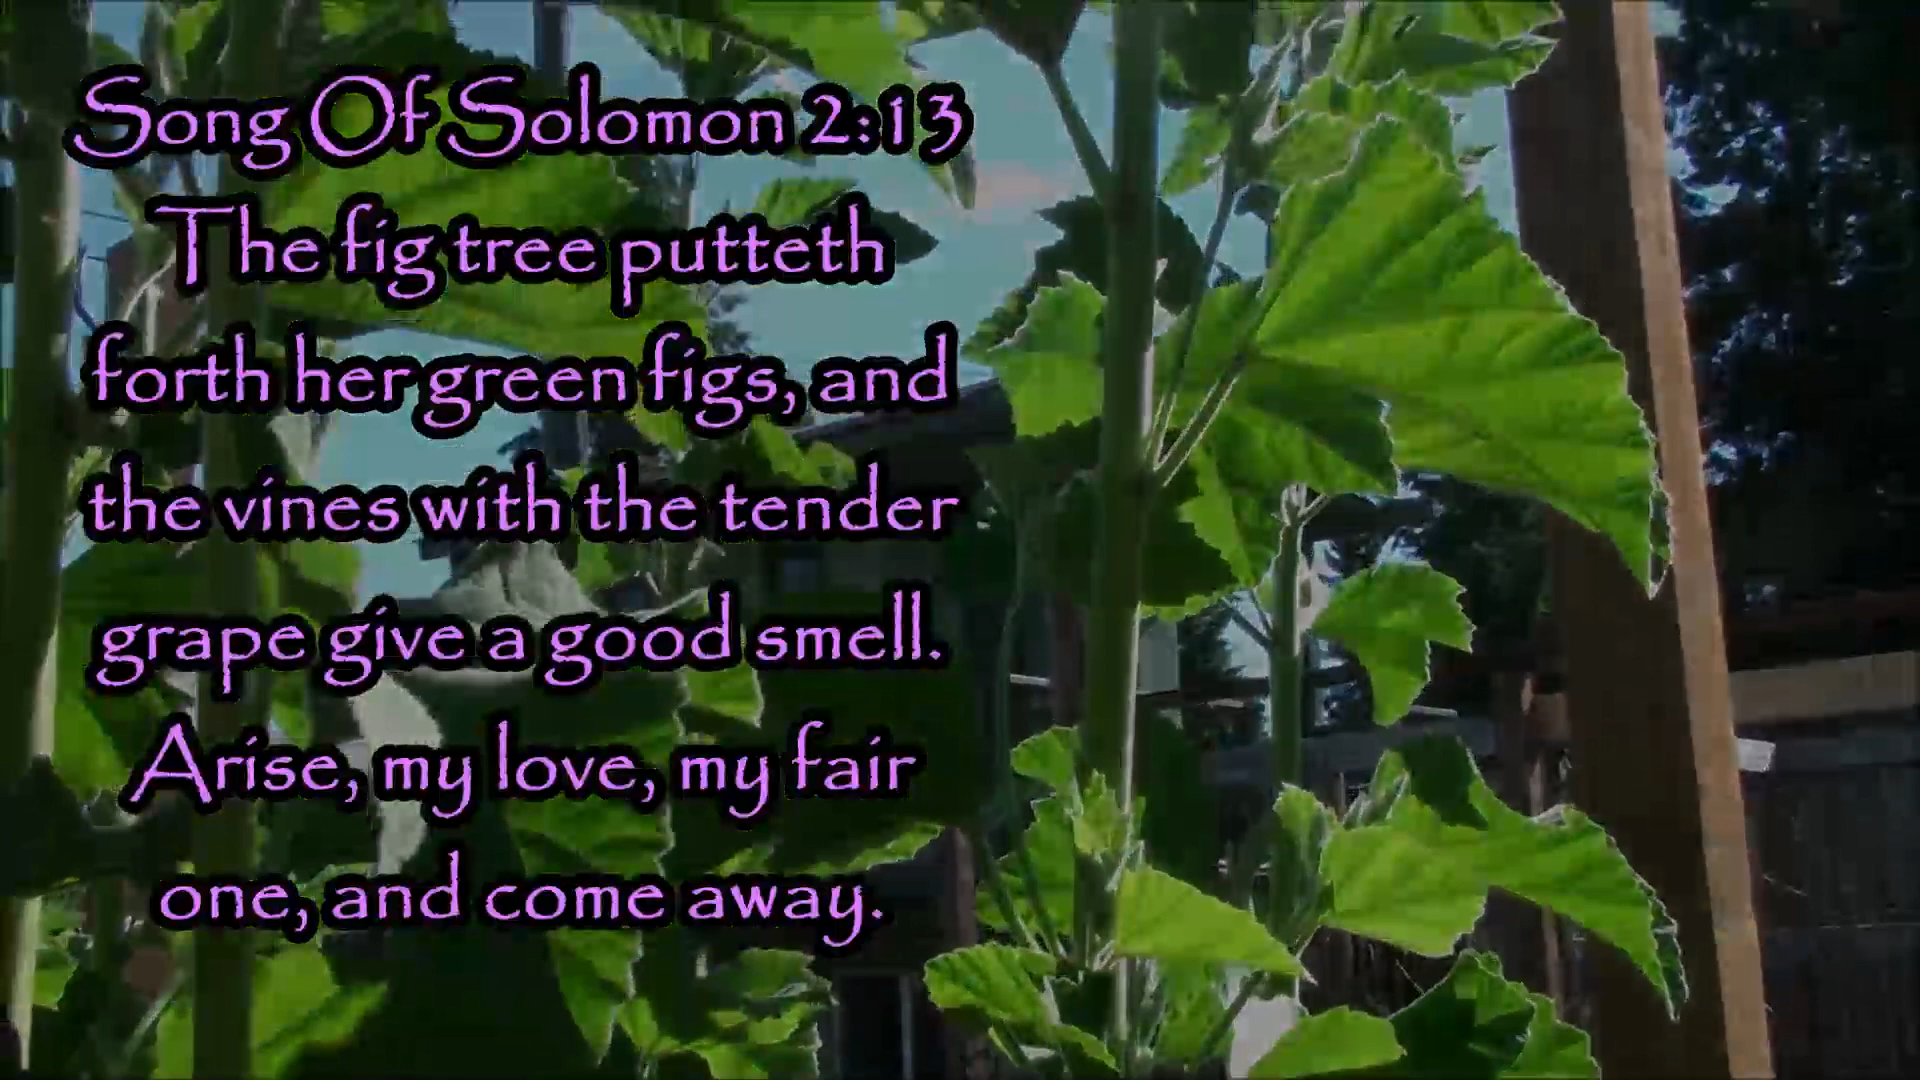 Song Of Solomon 2:13
The fig tree putteth
forth her green figs, and
the vines with the tender
grape give a good smell.
Arise, my love, my fair
one, and come away.